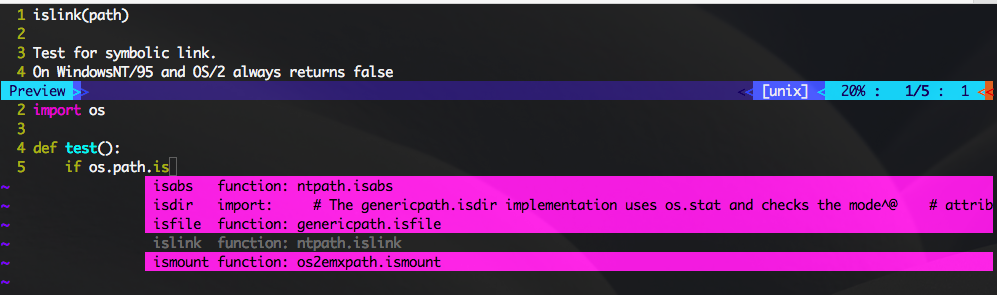 1 islink(path)
2
3 Test for symbolic link.
4 On WindowsNT/95 and OS/2 always returns false
Preview >> << [unix] < 20% : 1/5 : 1 <<
2 import os
3
4 def test():
5 if os.path.is
~ isabs function: ntpath.isabs
~ isdir import: # The genericpath.isdir implementation uses os.stat and checks the mode^@ # attrib
~ isfile function: genericpath.isfile
~ islink function: ntpath.islink
~ ismount function: os2emxpath.ismount
~